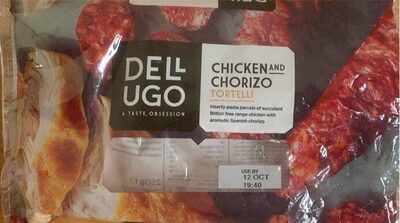 DELL
UGO
A TASTE, OBSESSION
CHICKEN AND
CHORIZO
TORTELLI
Hearty pasta parcels of succulent
British free range chicken with
aromatic Spanish chorizo
USE BY
12 OCT
19:40
250g